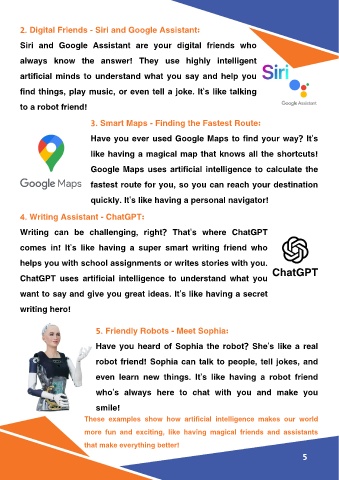 2. Digital Friends - Siri and Google Assistant:
Siri and Google Assistant are your digital friends who
always know the answer! They use highly intelligent
artificial minds to understand what you say and help you
find things, play music, or even tell a joke. It's like talking
to a robot friend!
Siri
Google Assistant
3. Smart Maps - Finding the Fastest Route:
Have you ever used Google Maps to find your way? It's
like having a magical map that knows all the shortcuts!
Google Maps uses artificial intelligence to calculate the
fastest route for you, so you can reach your destination
quickly. It's like having a personal navigator!
Google Maps
4. Writing Assistant - ChatGPT:
Writing can be challenging, right? That's where ChatGPT
comes in! It's like having a super smart writing friend who
helps you with school assignments or writes stories with you.
ChatGPT uses artificial intelligence to understand what you
want to say and give you great ideas. It's like having a secret
writing hero!
ChatGPT
5. Friendly Robots - Meet Sophia:
Have you heard of Sophia the robot? She's like a real
robot friend! Sophia can talk to people, tell jokes, and
even learn new things. It's like having a robot friend
who's always here to chat with you and make you
smile!
These examples show how artificial intelligence makes our world
more fun and exciting, like having magical friends and assistants
that make everything better!
5